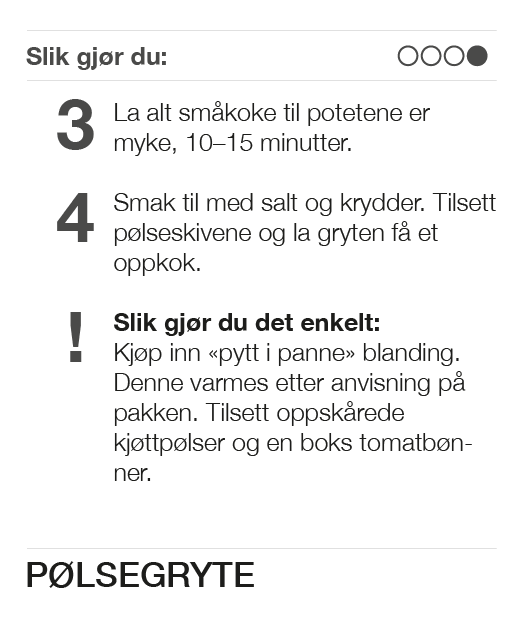 Slik gjør du:
3 La alt småkoke til potetene er
myke, 10–15 minutter.
4 Smak til med salt og krydder. Tilsett
pølseskivene og la gryten få et
oppkok.
! Slik gjør du det enkelt:
Kjøp inn «pytt i panne» blanding.
Denne varmes etter anvisning på
pakken. Tilsett oppskårede
kjøttpølser og en boks tomatbøn-
ner.
PØLSEGRYTE